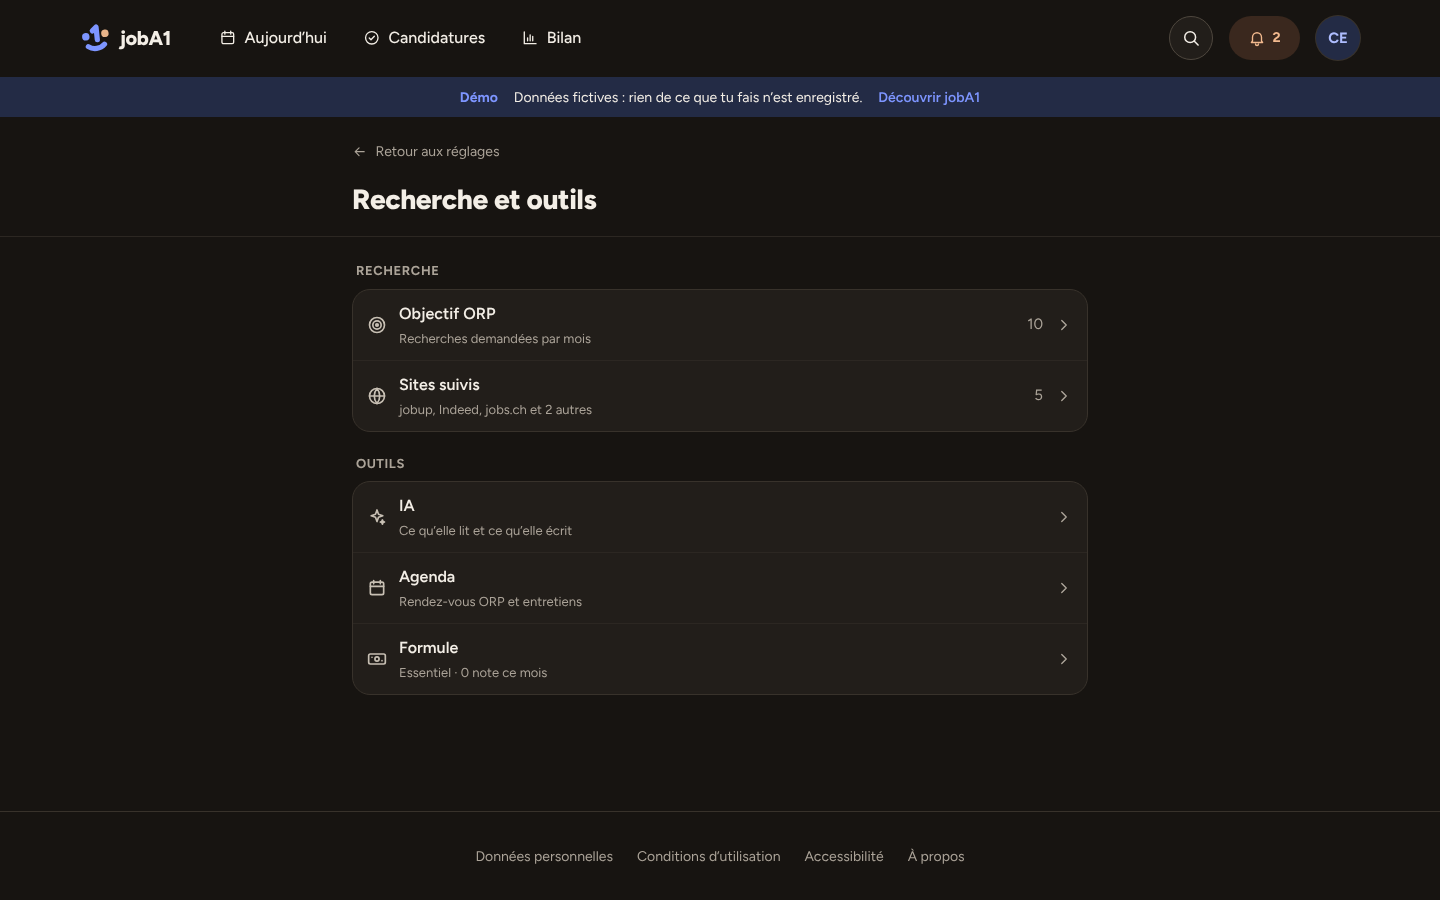 jobA1
Aujourd’hui
Candidatures
Bilan
2
CE
Démo Données fictives : rien de ce que tu fais n’est enregistré. Découvrir jobA1
← Retour aux réglages
Recherche et outils
RECHERCHE
Objectif ORP
Recherches demandées par mois
10
Sites suivis
jobup, Indeed, jobs.ch et 2 autres
5
OUTILS
IA
Ce qu’elle lit et ce qu’elle écrit
Agenda
Rendez-vous ORP et entretiens
Formule
Essentiel · 0 note ce mois
Données personnelles Conditions d’utilisation Accessibilité À propos